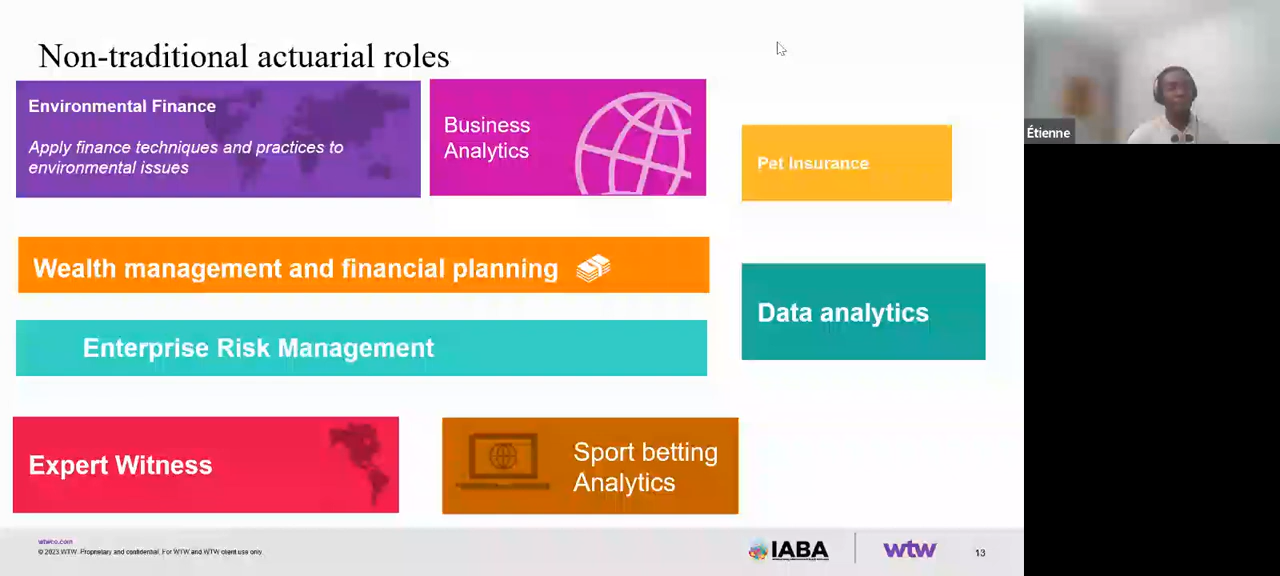 Non-traditional actuarial roles
Environmental Finance
Apply finance techniques and practices to
environmental issues
Business
Analytics
Pet Insurance
Étienne
Wealth management and financial planning
Data analytics
Enterprise Risk Management
Expert Witness
Sport betting
Analytics
wtwco.com
© 2023 WTW. Proprietary and confidential. For WTW and WTW client use only.
IABA
wtw
13